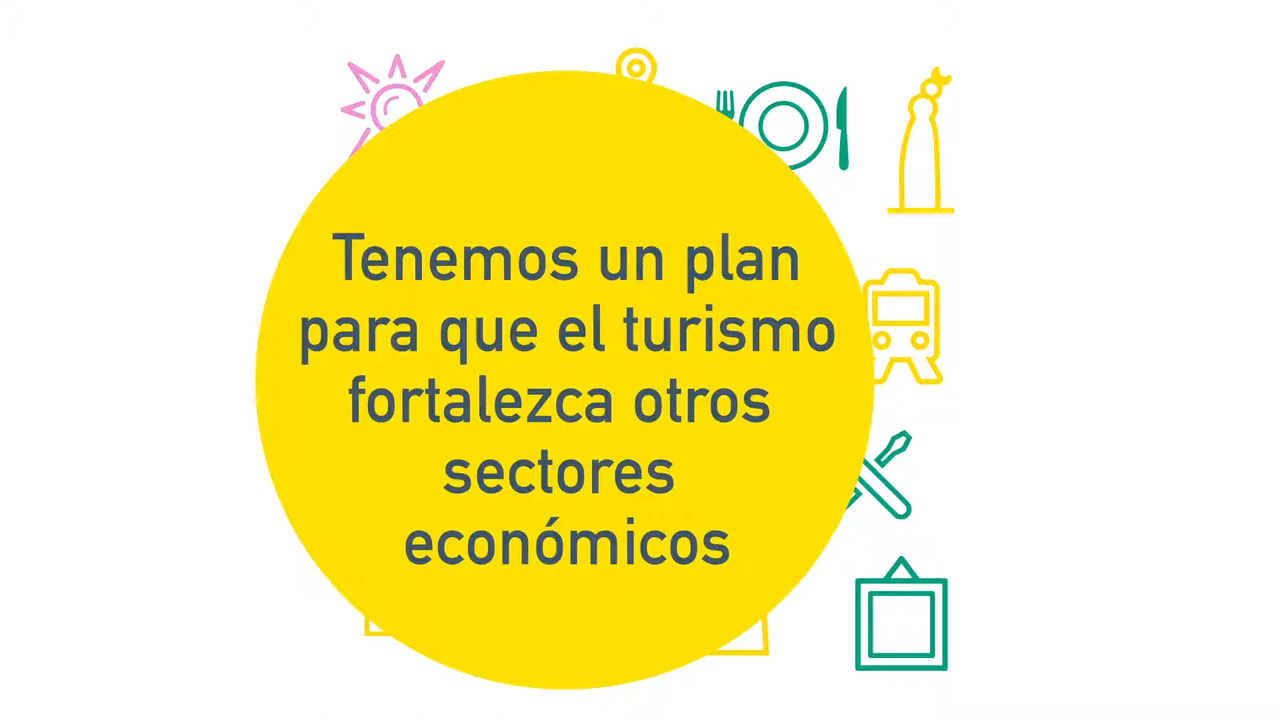 Tenemos un plan
para que el turismo
fortalezca otros
sectores
económicos